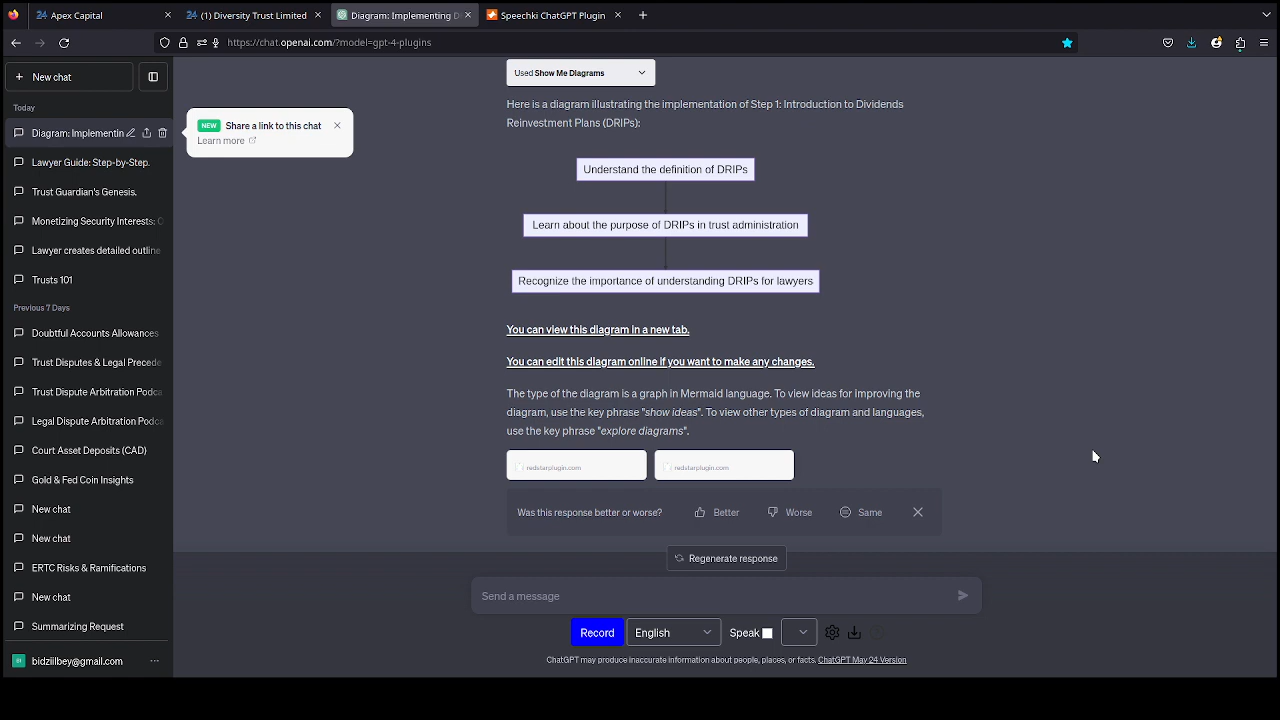 Apex Capital
(1) Diversity Trust Limited
Diagram: Implementing D
Speechki ChatGPT Plugin
https://chat.openai.com/?model=gpt-4-plugins
New chat
Today
Diagram: Implementin
Lawyer Guide: Step-by-Step.
Trust Guardian's Genesis.
Monetizing Security Interests: C
Lawyer creates detailed outline
Trusts 101
Previous 7 Days
Doubtful Accounts Allowances
Trust Disputes & Legal Precede
Trust Dispute Arbitration Podca
Legal Dispute Arbitration Podca
Court Asset Deposits (CAD)
Gold & Fed Coin Insights
New chat
New chat
ERTC Risks & Ramifications
New chat
Summarizing Request
bidzillbey@gmail.com
NEW Share a link to this chat
Learn more
Used Show Me Diagrams
Here is a diagram illustrating the implementation of Step 1: Introduction to Dividends
Reinvestment Plans (DRIPs):
Understand the definition of DRIPs
Learn about the purpose of DRIPs in trust administration
Recognize the importance of understanding DRIPs for lawyers
You can view this diagram in a new tab.
You can edit this diagram online if you want to make any changes.
The type of the diagram is a graph in Mermaid language. To view ideas for improving the
diagram, use the key phrase "show ideas". To view other types of diagram and languages,
use the key phrase "explore diagrams".
redstarplugin.com
redstarplugin.com
Was this response better or worse? Better Worse Same
Regenerate response
Send a message
Record English Speak
ChatGPT may produce inaccurate information about people, places, or facts. ChatGPT May 24 Version